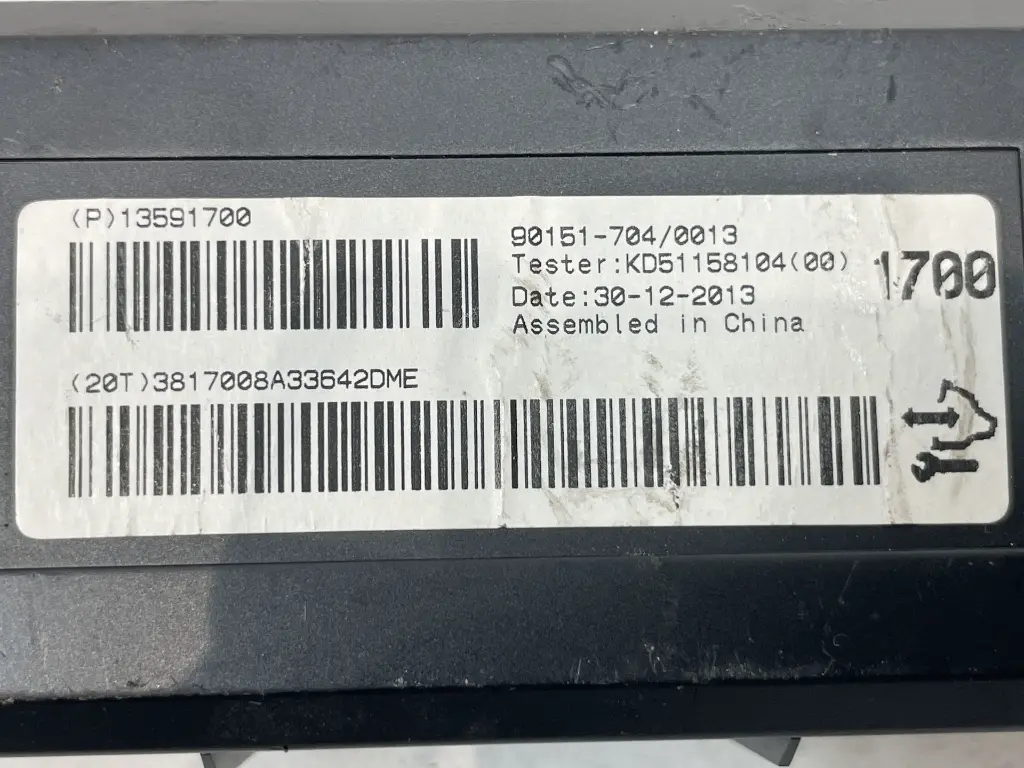 (P)13591700
90151-704/0013
Tester:KD51158104(00)
Date:30-12-2013
Assembled in China
1700
(20T)3817008A33642DME